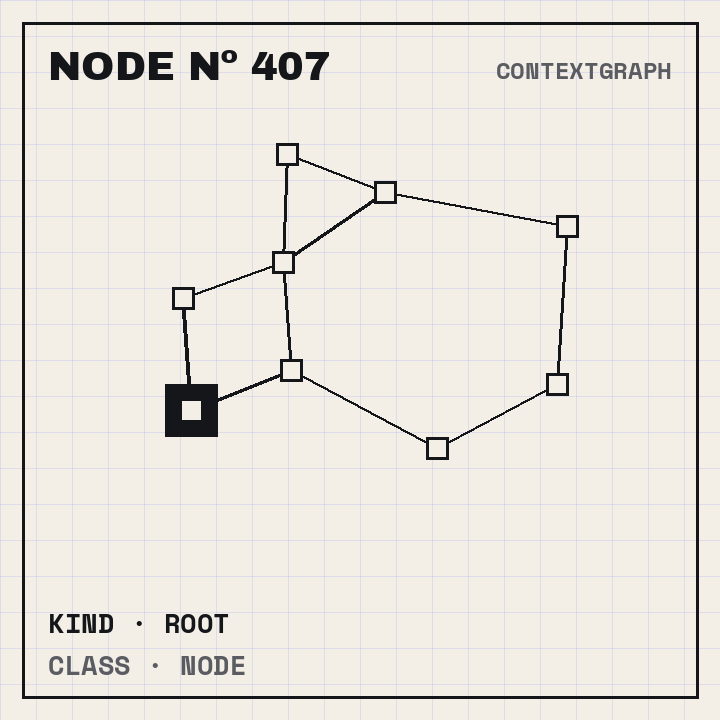 NODE Nº 407
CONTEXTGRAPH
KIND · ROOT
CLASS · NODE